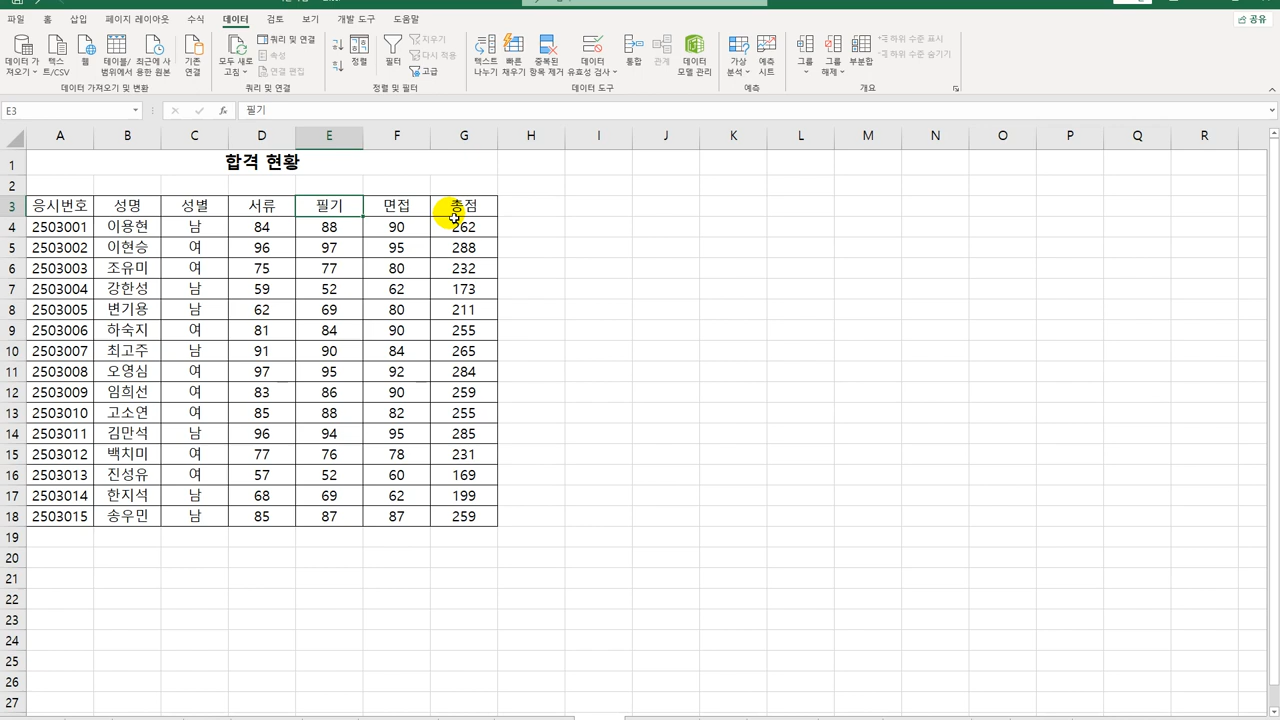 파일 홈 삽입 페이지 레이아웃 수식 데이터 검토 보기 개발 도구 도움말 공유
데이터 가져오기 텍스트/CSV 웹 테이블/범위에서 최근에 사용한 원본 기존 연결
데이터 가져오기 및 변환
모두 새로 고침 쿼리 및 연결 속성 연결 편집
쿼리 및 연결
정렬 필터 지우기 다시 적용 고급
정렬 및 필터
텍스트 나누기 빠른 채우기 중복된 항목 제거 데이터 유효성 검사 통합 관계 데이터 모델 관리
데이터 도구
가상 분석 예측 시트
예측
그룹 그룹 해제 부분합 하위 수준 표시 하위 수준 숨기기
개요
E3 fx 필기
A B C D E F G H I J K L M N O P Q R
1 합격 현황
2
3 응시번호 성명 성별 서류 필기 면접 총점
4 2503001 이용현 남 84 88 90 262
5 2503002 이현승 여 96 97 95 288
6 2503003 조유미 여 75 77 80 232
7 2503004 강한성 남 59 52 62 173
8 2503005 변기용 남 62 69 80 211
9 2503006 하숙지 여 81 84 90 255
10 2503007 최고주 남 91 90 84 265
11 2503008 오영심 여 97 95 92 284
12 2503009 임희선 여 83 86 90 259
13 2503010 고소연 여 85 88 82 255
14 2503011 김만석 남 96 94 95 285
15 2503012 백치미 여 77 76 78 231
16 2503013 진성유 여 57 52 60 169
17 2503014 한지석 남 68 69 62 199
18 2503015 송우민 남 85 87 87 259
19
20
21
22
23
24
25
26
27